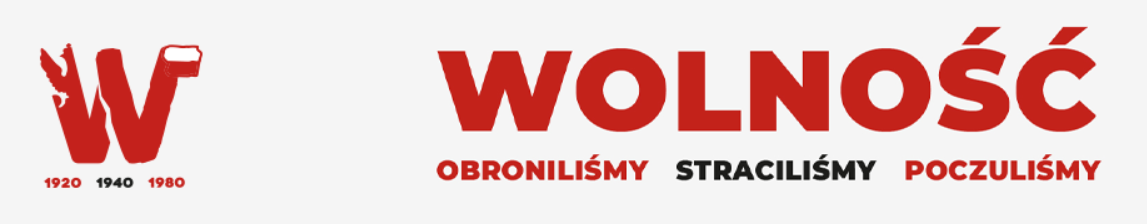 W
1920 1940 1980
WOLNOŚĆ
OBRONILIŚMY STRACILIŚMY POCZULIŚMY